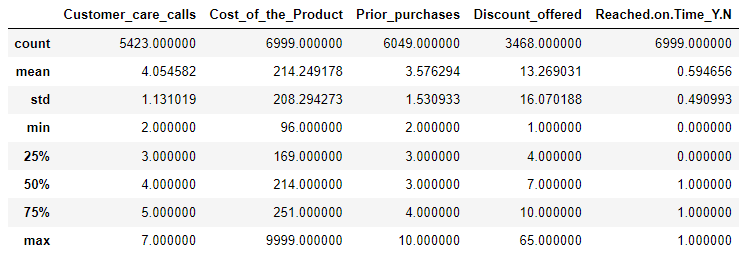 Customer_care_calls Cost_of_the_Product Prior_purchases Discount_offered Reached.on.Time_Y.N
count 5423.000000 6999.000000 6049.000000 3468.000000 6999.000000
mean 4.054582 214.249178 3.576294 13.269031 0.594656
std 1.131019 208.294273 1.530933 16.070188 0.490993
min 2.000000 96.000000 2.000000 1.000000 0.000000
25% 3.000000 169.000000 3.000000 4.000000 0.000000
50% 4.000000 214.000000 3.000000 7.000000 1.000000
75% 5.000000 251.000000 4.000000 10.000000 1.000000
max 7.000000 9999.000000 10.000000 65.000000 1.000000